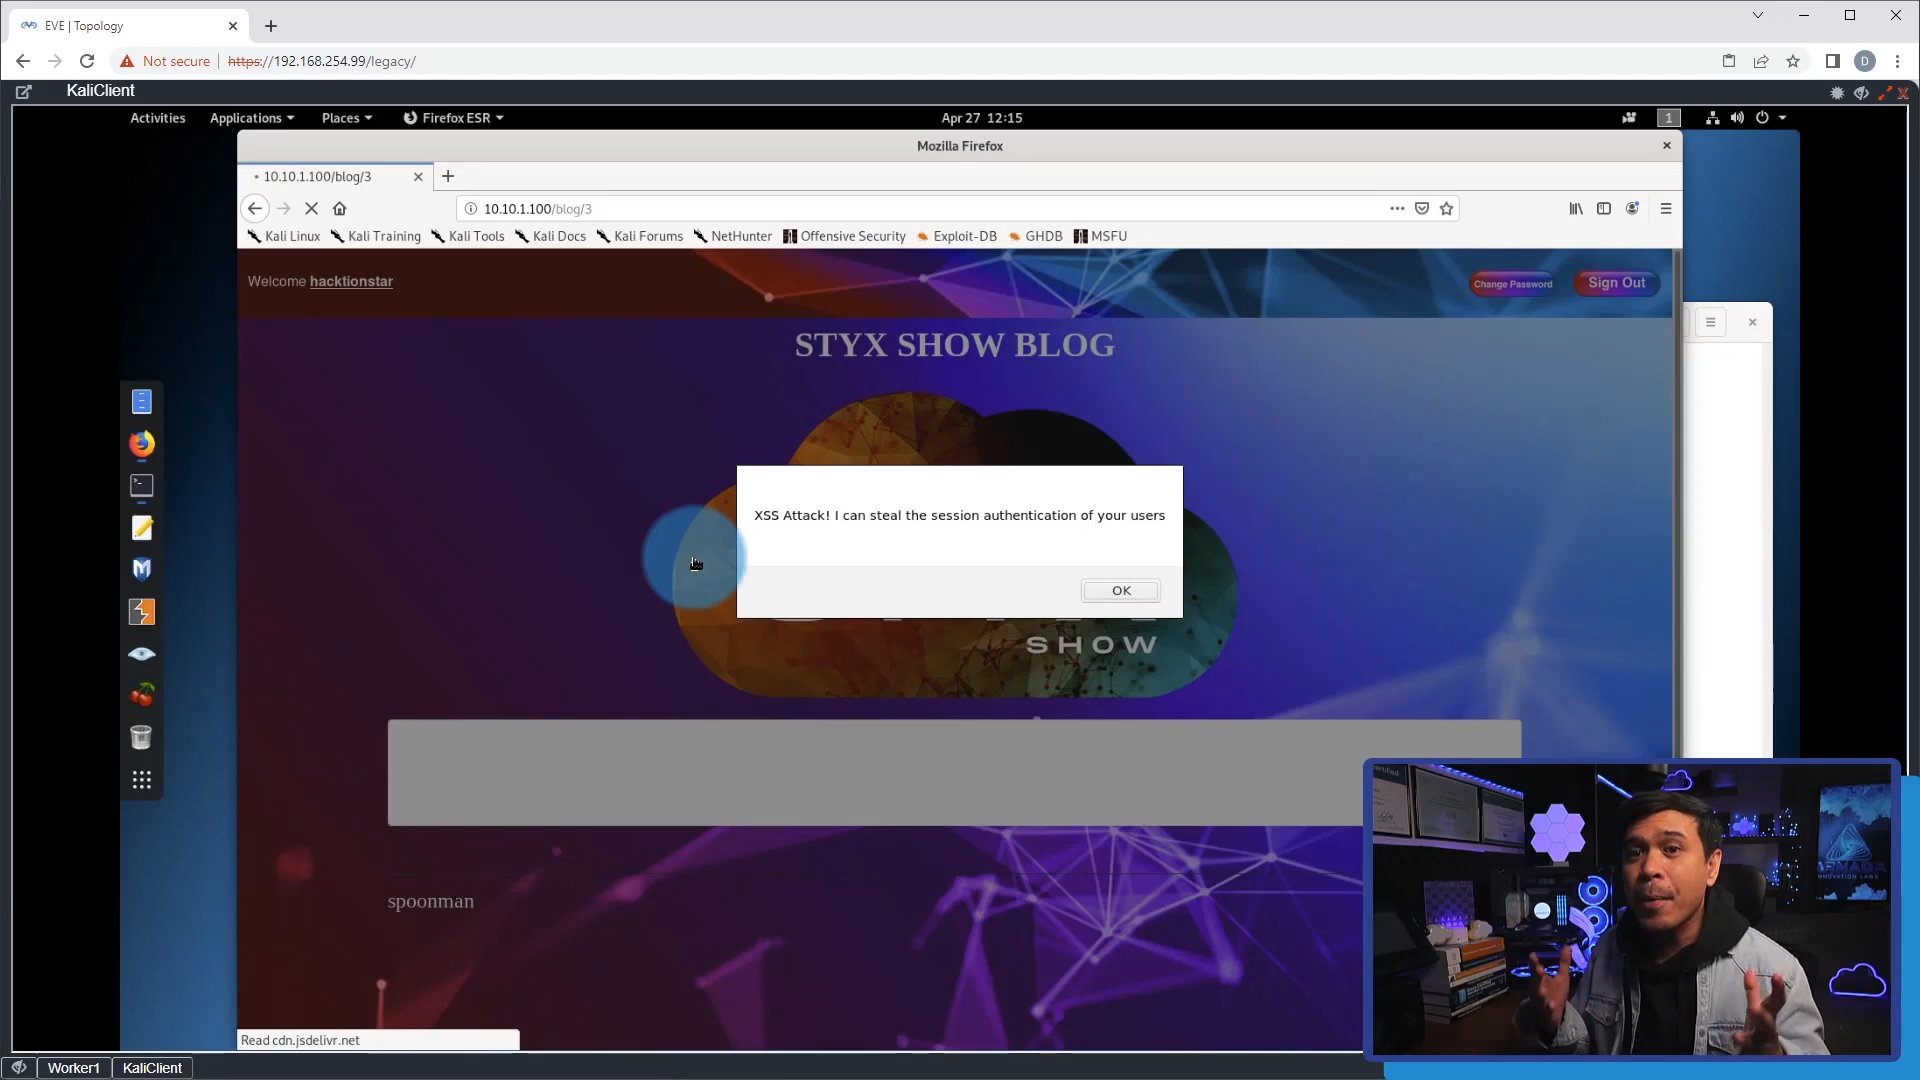 EVE | Topology
Not secure
https://192.168.254.99/legacy/
D
KaliClient
Activities
Applications
Places
Firefox ESR
Apr 27 12:15
1
Mozilla Firefox
10.10.1.100/blog/3
10.10.1.100/blog/3
Kali Linux
Kali Training
Kali Tools
Kali Docs
Kali Forums
NetHunter
Offensive Security
Exploit-DB
GHDB
MSFU
Welcome hacktionstar
Change Password
Sign Out
STYX SHOW BLOG
XSS Attack! I can steal the session authentication of your users
OK
SHOW
spoonman
INNOVATION LABS
Read cdn.jsdelivr.net
Worker1
KaliClient